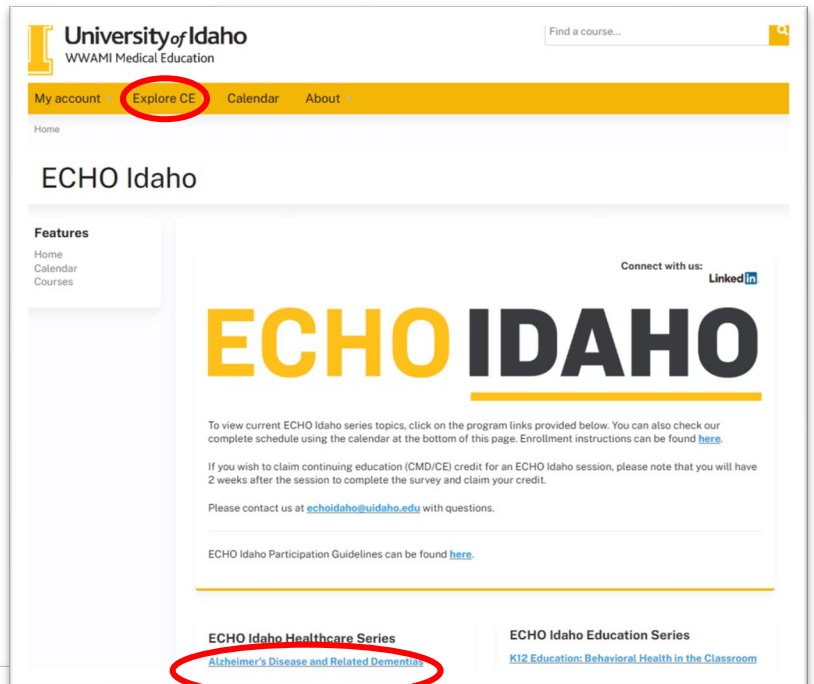 University of Idaho
WWAMI Medical Education
Find a course...
My account Explore CE Calendar About
Home
ECHO Idaho
Features
Home
Calendar
Courses
Connect with us:
Linked in
ECHO IDAHO
To view current ECHO Idaho series topics, click on the program links provided below. You can also check our
complete schedule using the calendar at the bottom of this page. Enrollment instructions can be found here.
If you wish to claim continuing education (CMD/CE) credit for an ECHO Idaho session, please note that you will have
2 weeks after the session to complete the survey and claim your credit.
Please contact us at echoidaho@uidaho.edu with questions.
ECHO Idaho Participation Guidelines can be found here.
ECHO Idaho Healthcare Series
Alzheimer's Disease and Related Dementias
ECHO Idaho Education Series
K12 Education: Behavioral Health in the Classroom